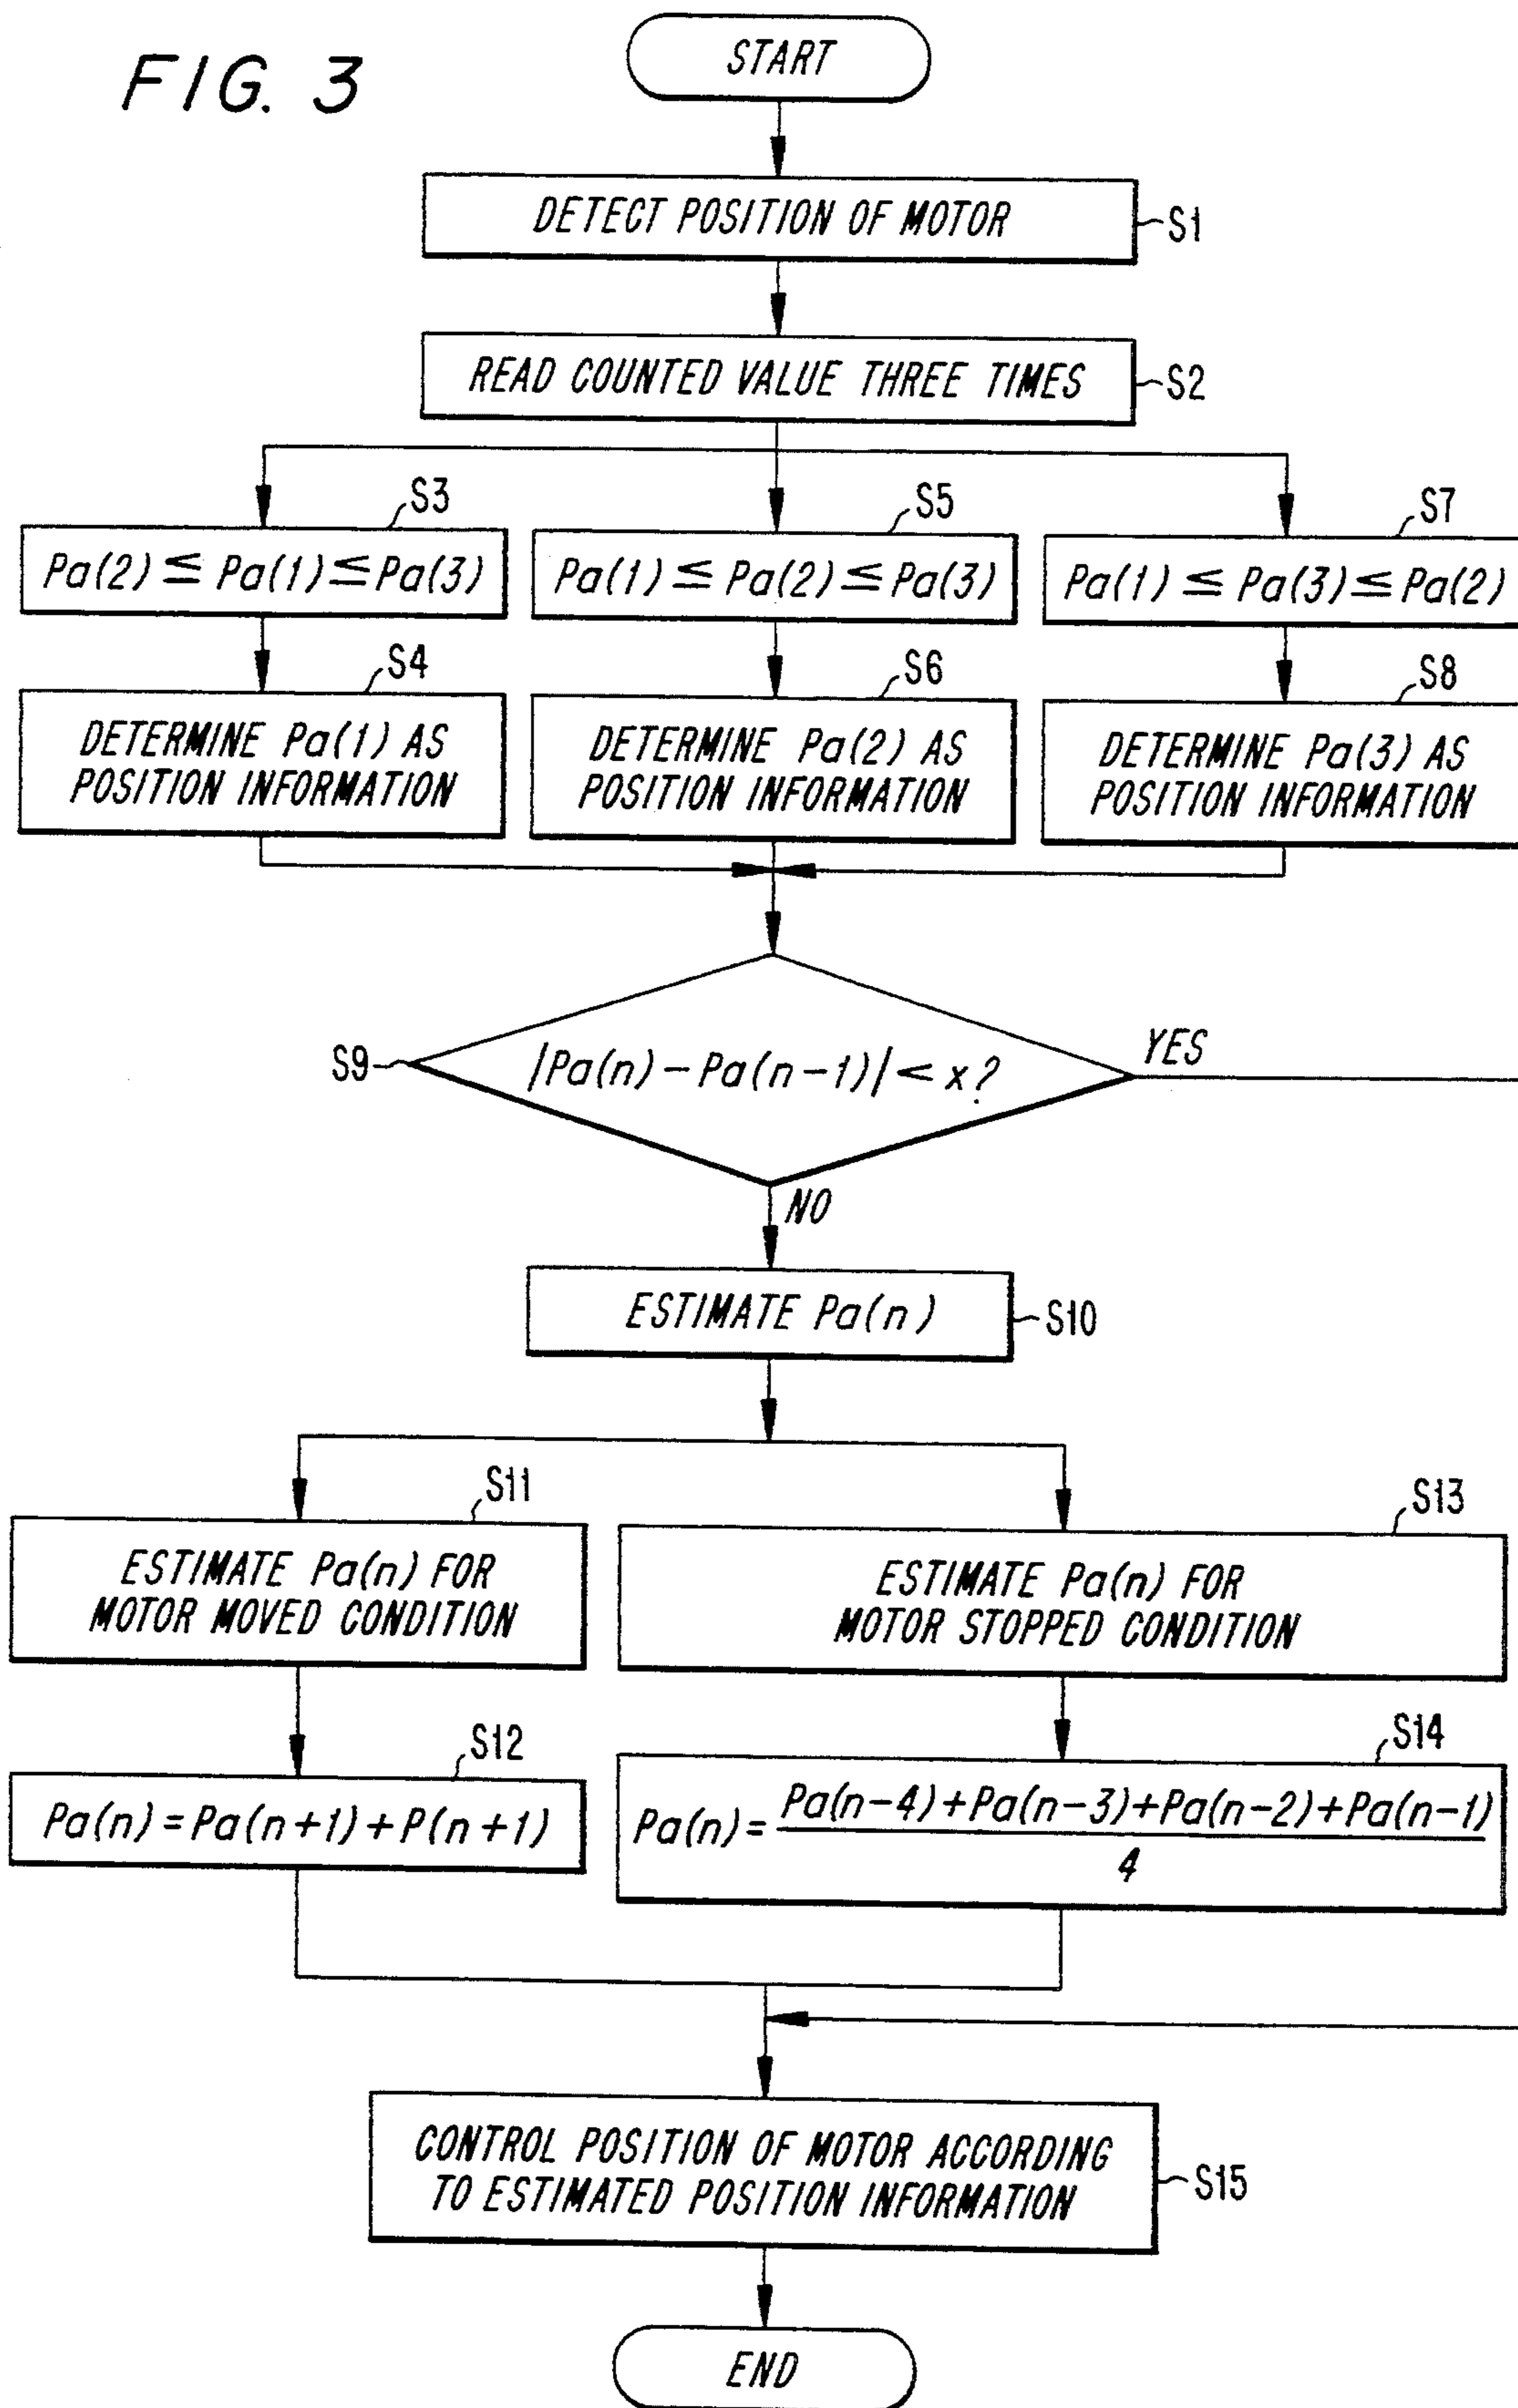 FIG. 3
START
DETECT POSITION OF MOTOR
S1
READ COUNTED VALUE THREE TIMES
S2
S3
Pa(2) ≦ Pa(1) ≦ Pa(3)
S5
Pa(1) ≦ Pa(2) ≦ Pa(3)
S7
Pa(1) ≦ Pa(3) ≦ Pa(2)
S4
DETERMINE Pa(1) AS
POSITION INFORMATION
S6
DETERMINE Pa(2) AS
POSITION INFORMATION
S8
DETERMINE Pa(3) AS
POSITION INFORMATION
S9
|Pa(n) - Pa(n-1)| < x?
YES
NO
ESTIMATE Pa(n)
S10
S11
ESTIMATE Pa(n) FOR
MOTOR MOVED CONDITION
S13
ESTIMATE Pa(n) FOR
MOTOR STOPPED CONDITION
S12
Pa(n) = Pa(n+1) + P(n+1)
S14
Pa(n) = Pa(n-4)+Pa(n-3)+Pa(n-2)+Pa(n-1)
4
CONTROL POSITION OF MOTOR ACCORDING
TO ESTIMATED POSITION INFORMATION
S15
END